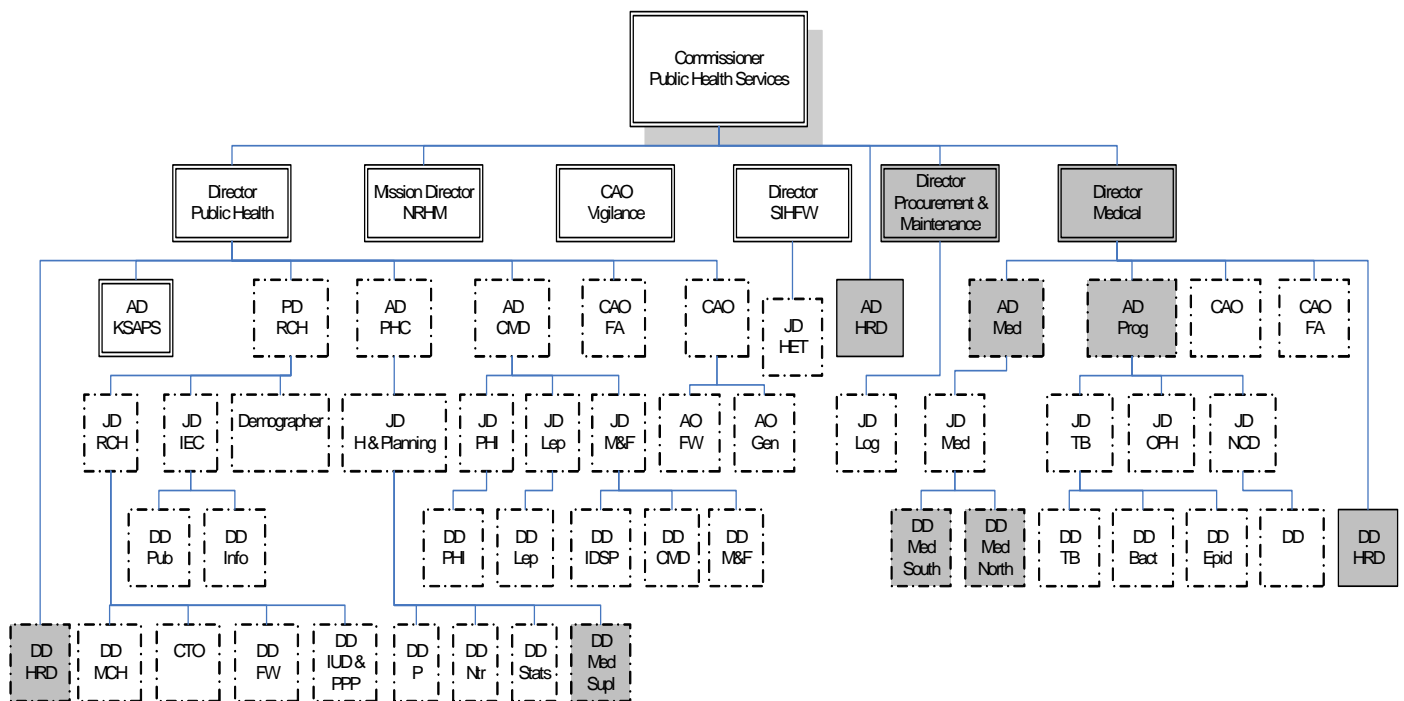 Commissioner
Public Health Services
Director
Public Health
Mission Director
NRHM
CAO
Vigilance
Director
SIHFW
Director
Procurement &
Maintenance
Director
Medical
AD
KSAPS
PD
RCH
AD
PHC
AD
CMD
CAO
FA
CAO
JD
HET
AD
HRD
AD
Med
AD
Prog
CAO
CAO
FA
JD
RCH
JD
IEC
Demographer
JD
H & Planning
JD
PHI
JD
Lep
JD
M&F
AO
FW
AO
Gen
JD
Log
JD
Med
JD
TB
JD
OPH
JD
NCD
DD
Pub
DD
Info
DD
PHI
DD
Lep
DD
IDSP
DD
CMD
DD
M&F
DD
Med
South
DD
Med
North
DD
TB
DD
Bact
DD
Epid
DD
DD
HRD
DD
HRD
DD
MCH
CTO
DD
FW
DD
IUD &
PPP
DD
P
DD
Ntr
DD
Stats
DD
Med
Supl